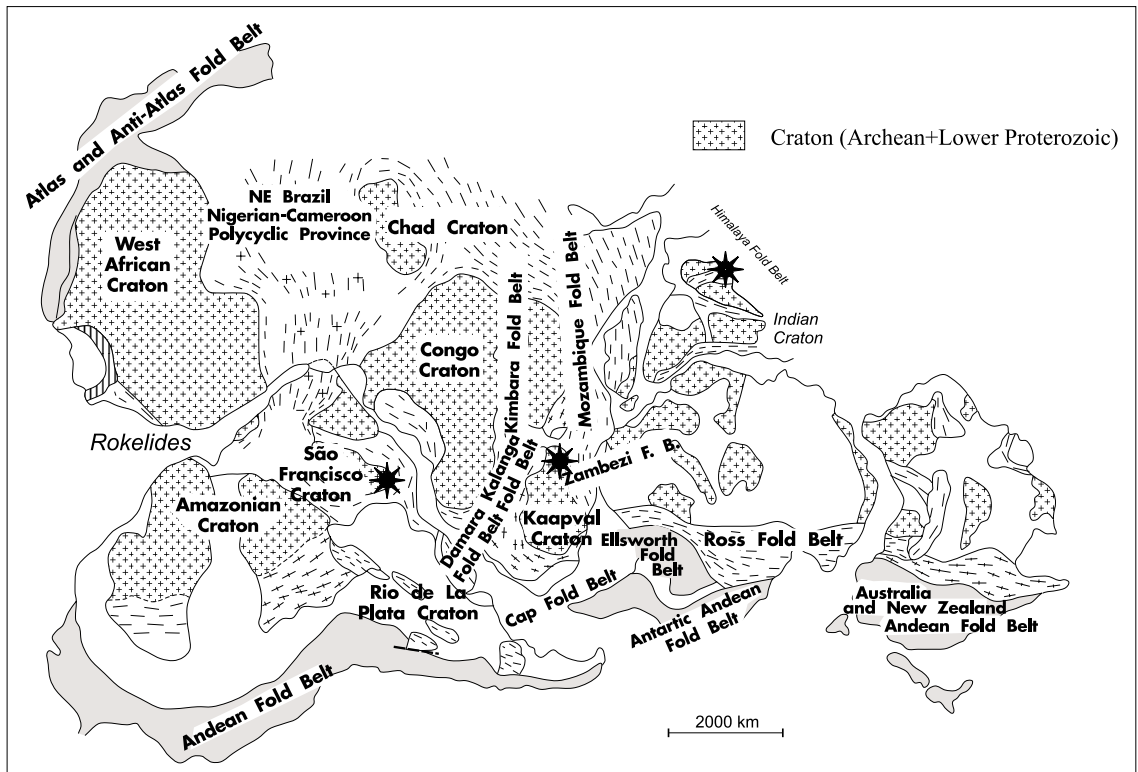 Atlas and Anti-Atlas Fold Belt
Craton (Archean+Lower Proterozoic)
NE Brazil
Nigerian-Cameroon
Polycyclic Province
Chad Craton
West
African
Craton
Himalaya Fold Belt
Indian
Craton
Mozambique Fold Belt
Kimbara Fold Belt
Congo
Craton
Rokelides
São
Francisco
Craton
Zambezi F. B.
Amazonian
Craton
Damara Kalanga
Fold Belt Fold Belt
Kaapval
Craton
Ellsworth
Fold
Belt
Ross Fold Belt
Rio de La
Plata Craton
Cap Fold Belt
Antartic Andean
Fold Belt
Australia
and New Zealand
Andean Fold Belt
Andean Fold Belt
2000 km